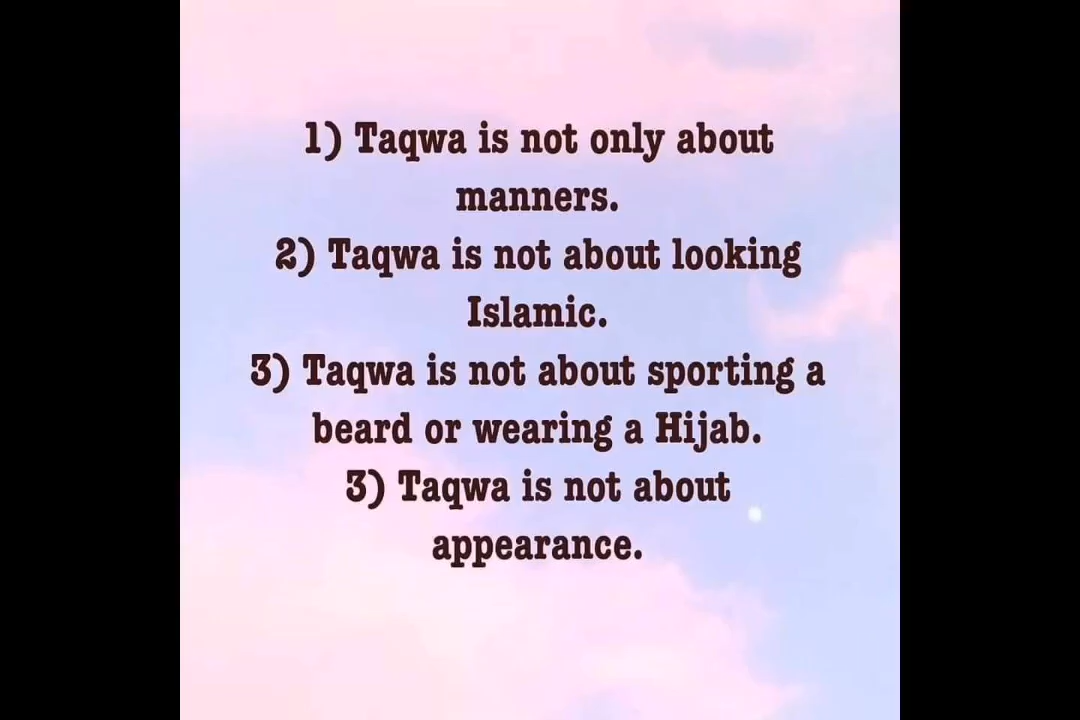 1) Taqwa is not only about
manners.
2) Taqwa is not about looking
Islamic.
3) Taqwa is not about sporting a
beard or wearing a Hijab.
3) Taqwa is not about
appearance.